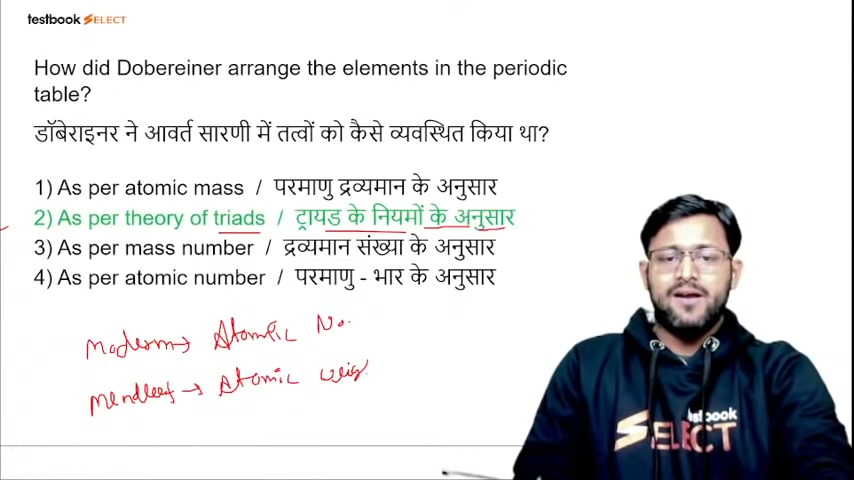 testbook SELECT
How did Dobereiner arrange the elements in the periodic
table?
डॉबेराइनर ने आवर्त सारणी में तत्वों को कैसे व्यवस्थित किया था?
1) As per atomic mass / परमाणु द्रव्यमान के अनुसार
2) As per theory of triads / ट्रायड के नियमों के अनुसार
3) As per mass number / द्रव्यमान संख्या के अनुसार
4) As per atomic number / परमाणु - भार के अनुसार
Modern → Atomic No.
Mendleef → Atomic weig
testbook
SELECT